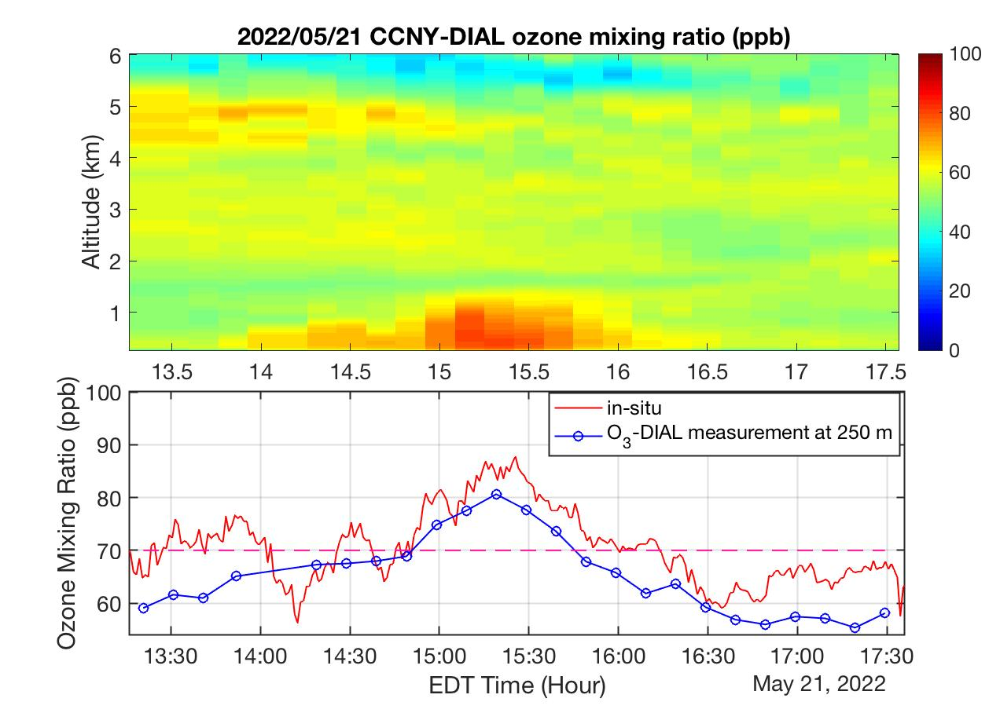 2022/05/21 CCNY-DIAL ozone mixing ratio (ppb)
Altitude (km)
6
5
4
3
2
1
13.5 14 14.5 15 15.5 16 16.5 17 17.5
100
80
60
40
20
0
Ozone Mixing Ratio (ppb)
100
90
80
70
60
in-situ
O3-DIAL measurement at 250 m
13:30 14:00 14:30 15:00 15:30 16:00 16:30 17:00 17:30
EDT Time (Hour)
May 21, 2022